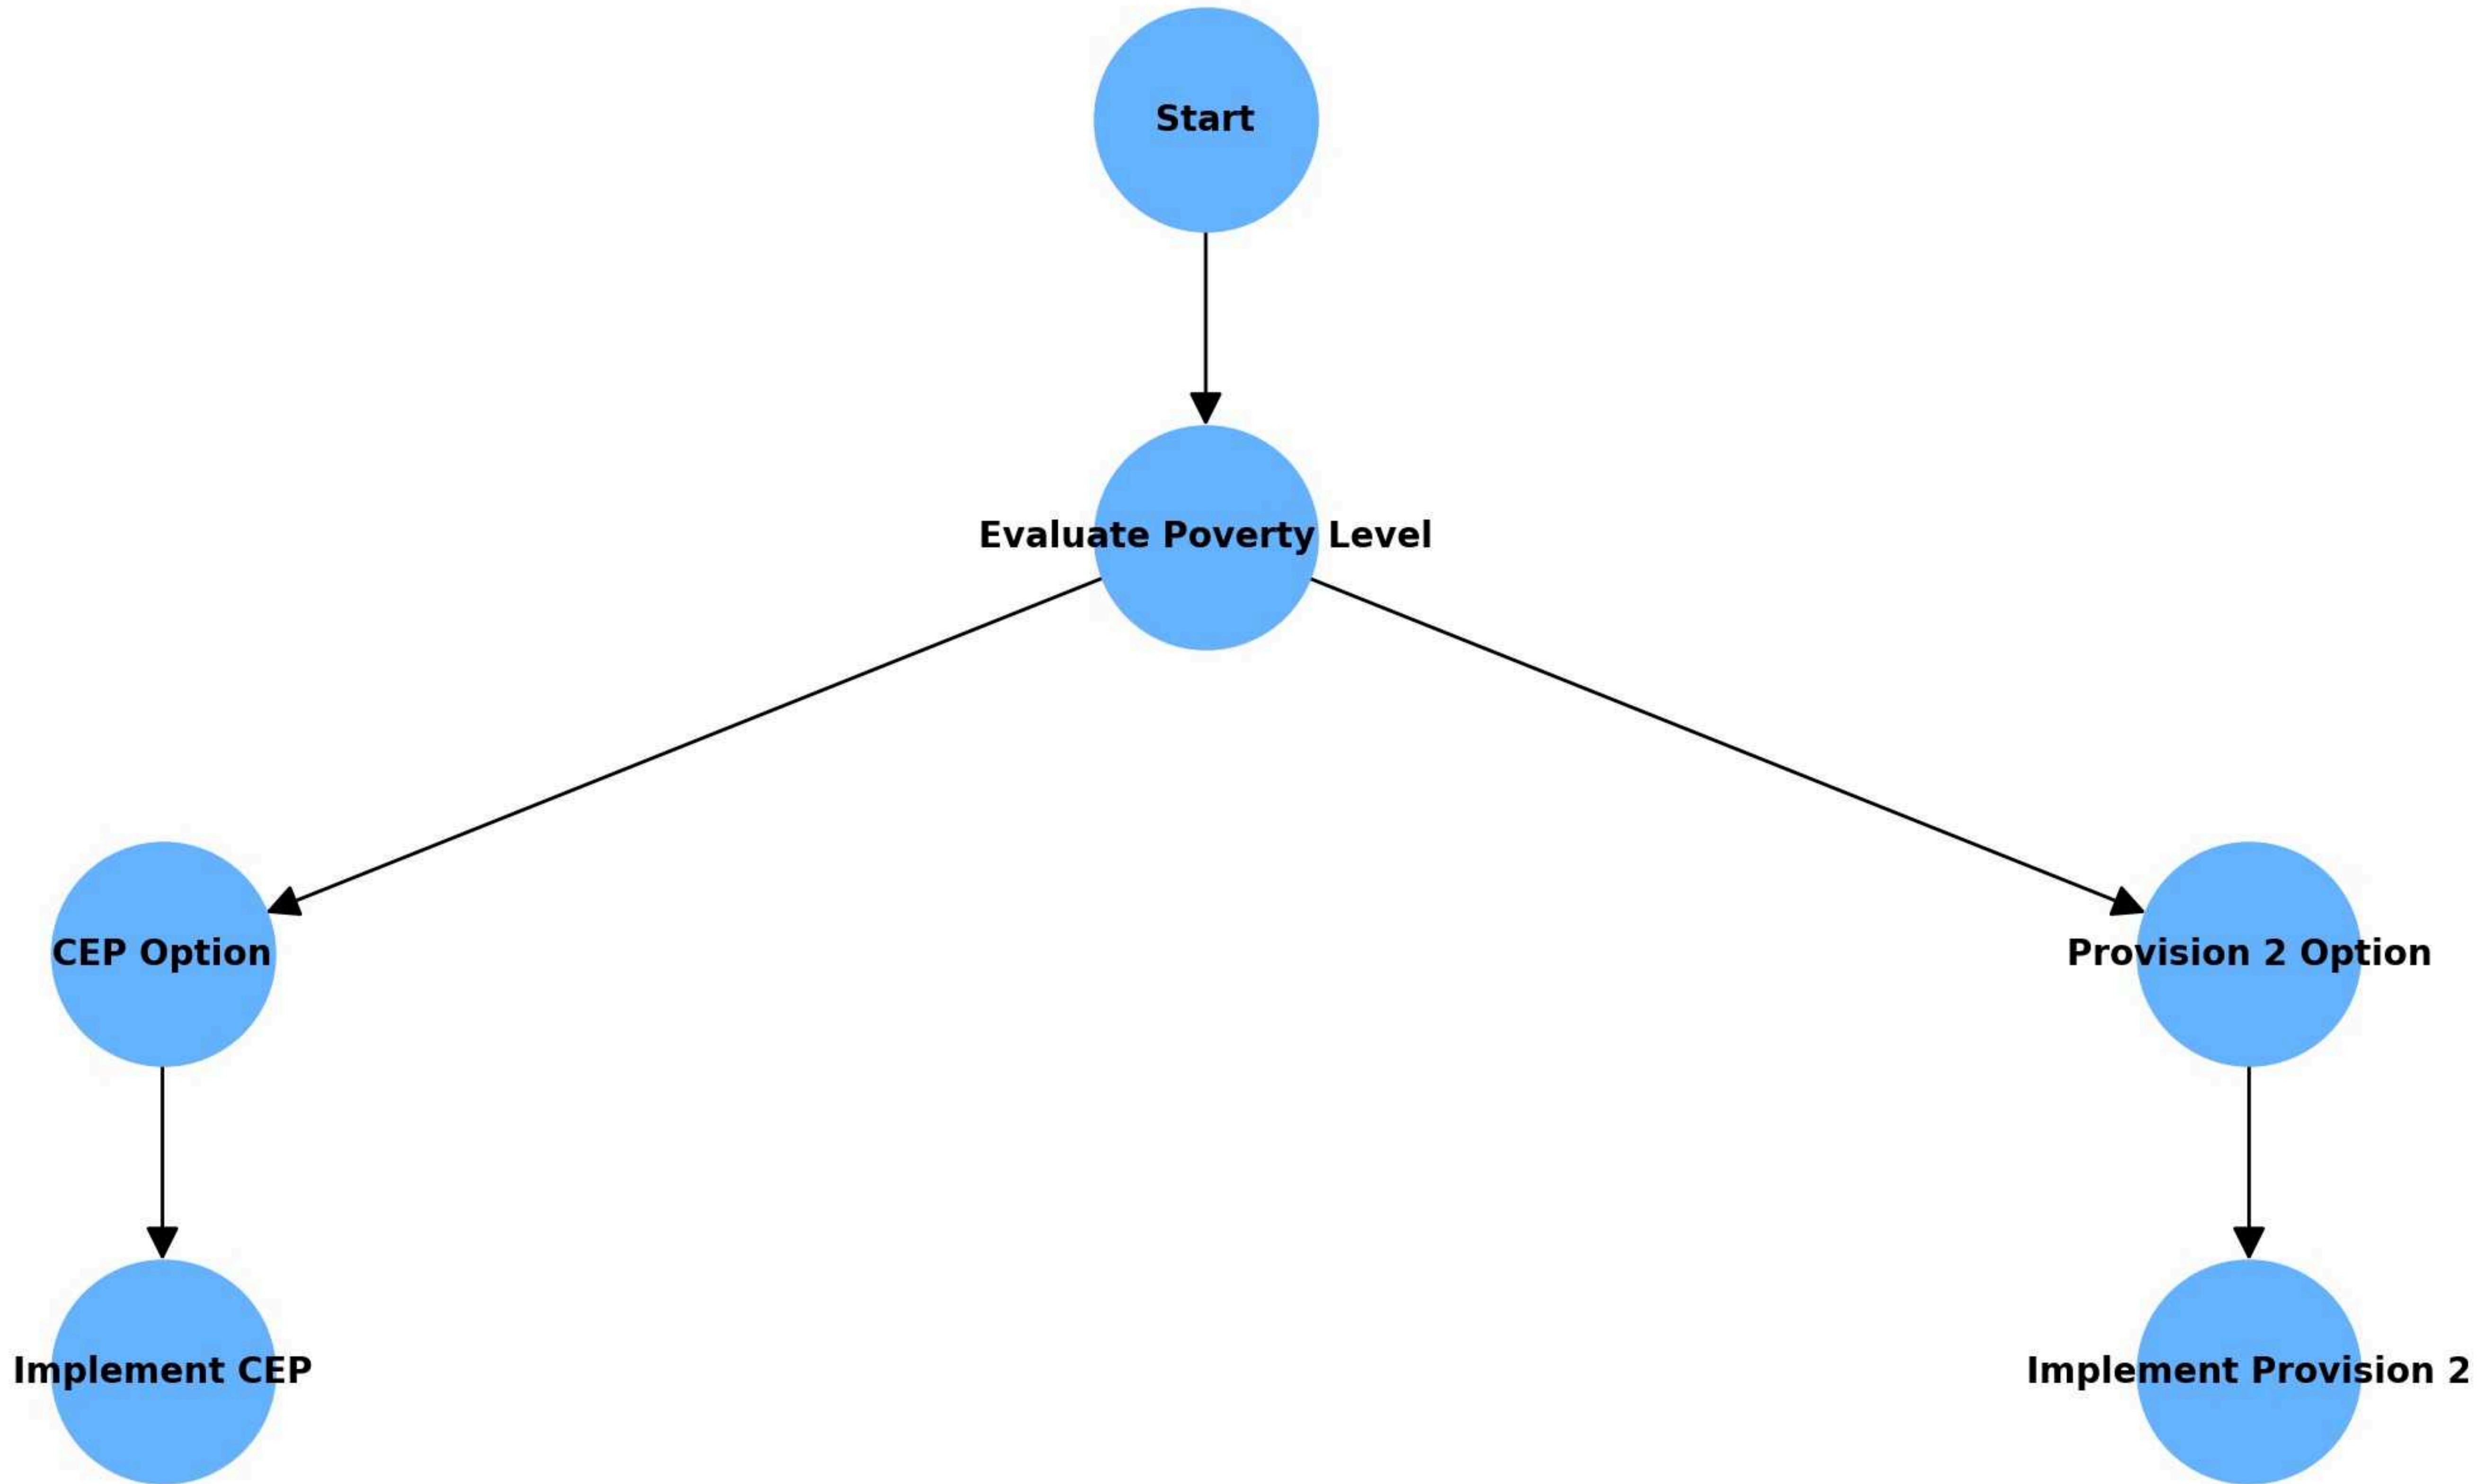 Start
Evaluate Poverty Level
CEP Option
Provision 2 Option
Implement CEP
Implement Provision 2